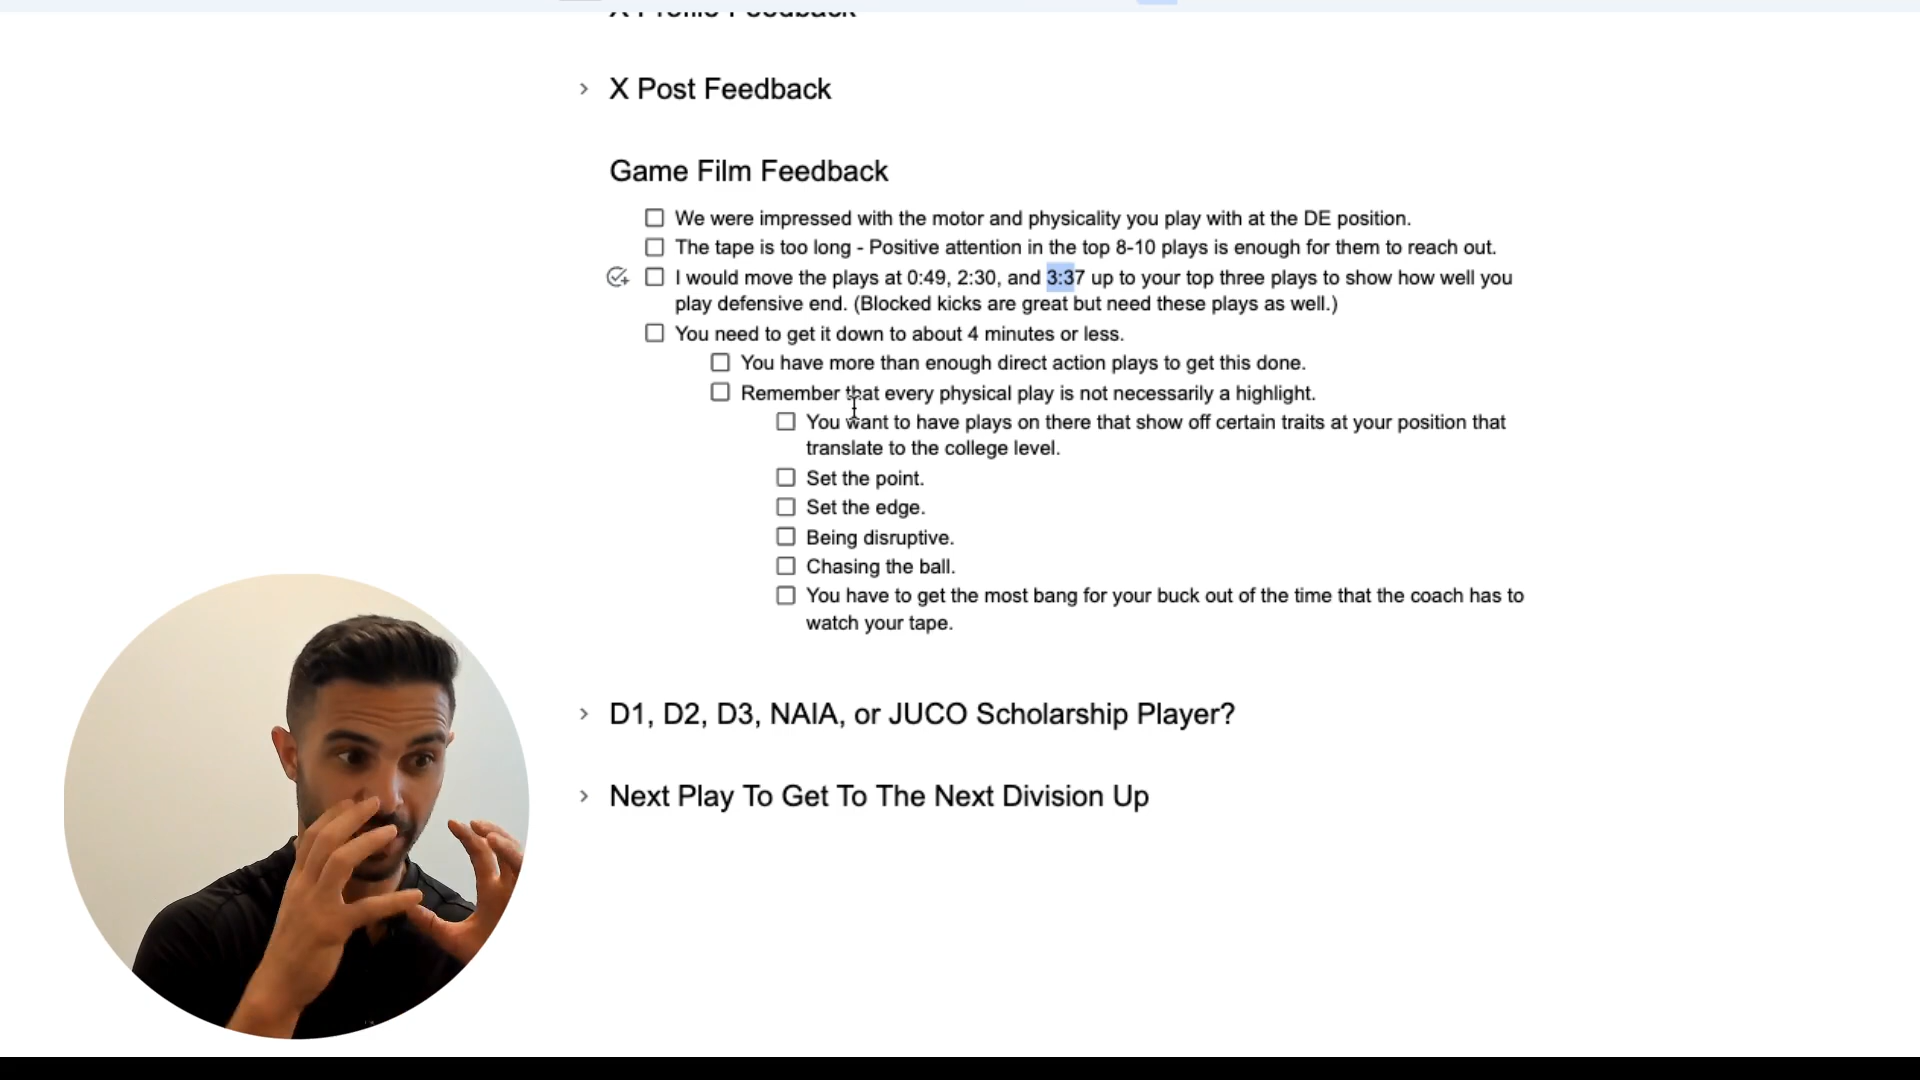 X Profile Feedback
X Post Feedback
Game Film Feedback
We were impressed with the motor and physicality you play with at the DE position.
The tape is too long - Positive attention in the top 8-10 plays is enough for them to reach out.
I would move the plays at 0:49, 2:30, and 3:37 up to your top three plays to show how well you
play defensive end. (Blocked kicks are great but need these plays as well.)
You need to get it down to about 4 minutes or less.
You have more than enough direct action plays to get this done.
Remember that every physical play is not necessarily a highlight.
You want to have plays on there that show off certain traits at your position that
translate to the college level.
Set the point.
Set the edge.
Being disruptive.
Chasing the ball.
You have to get the most bang for your buck out of the time that the coach has to
watch your tape.
D1, D2, D3, NAIA, or JUCO Scholarship Player?
Next Play To Get To The Next Division Up